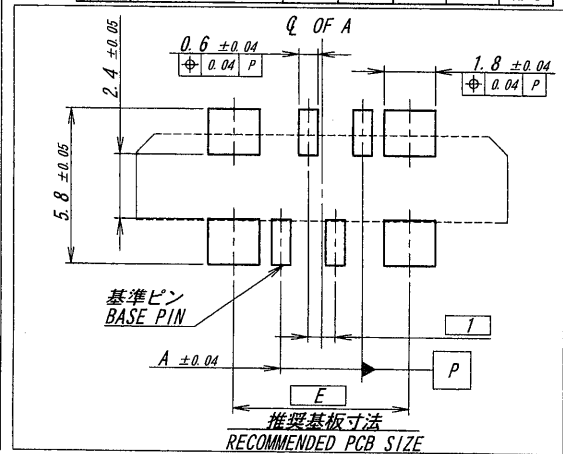 ℄ OF A
0.6 ±0.04
⌖ 0.04 P
1.8 ±0.04
⌖ 0.04 P
2.4 ±0.05
5.8 ±0.05
基準ピン
BASE PIN
1
A ±0.04
P
E
推奨基板寸法
RECOMMENDED PCB SIZE